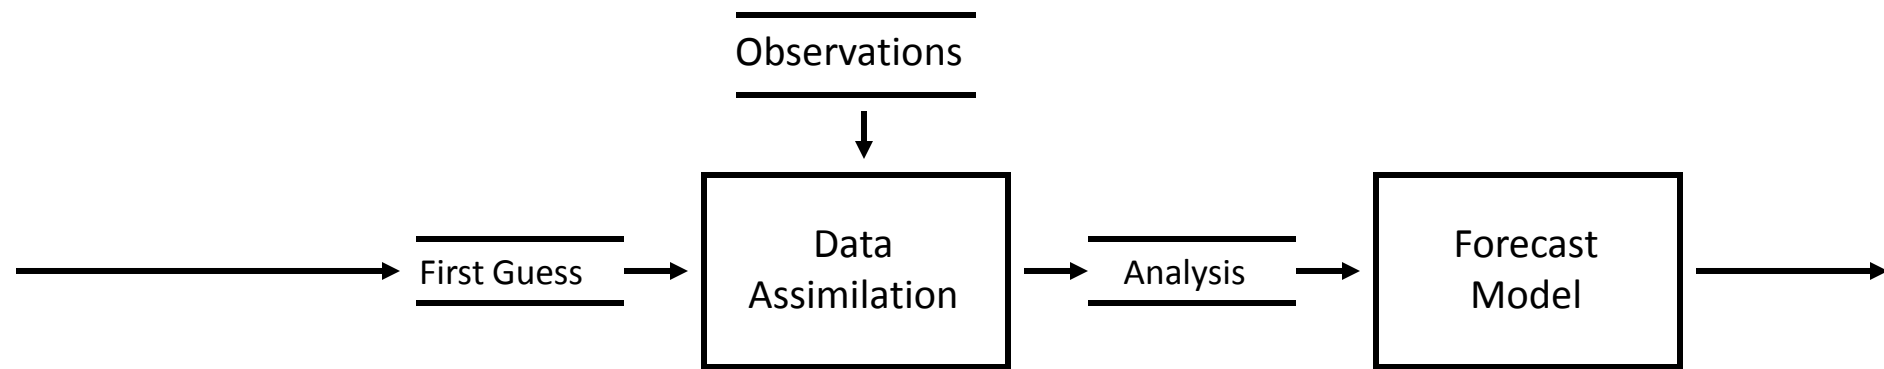 Observations
First Guess
Data
Assimilation
Analysis
Forecast
Model